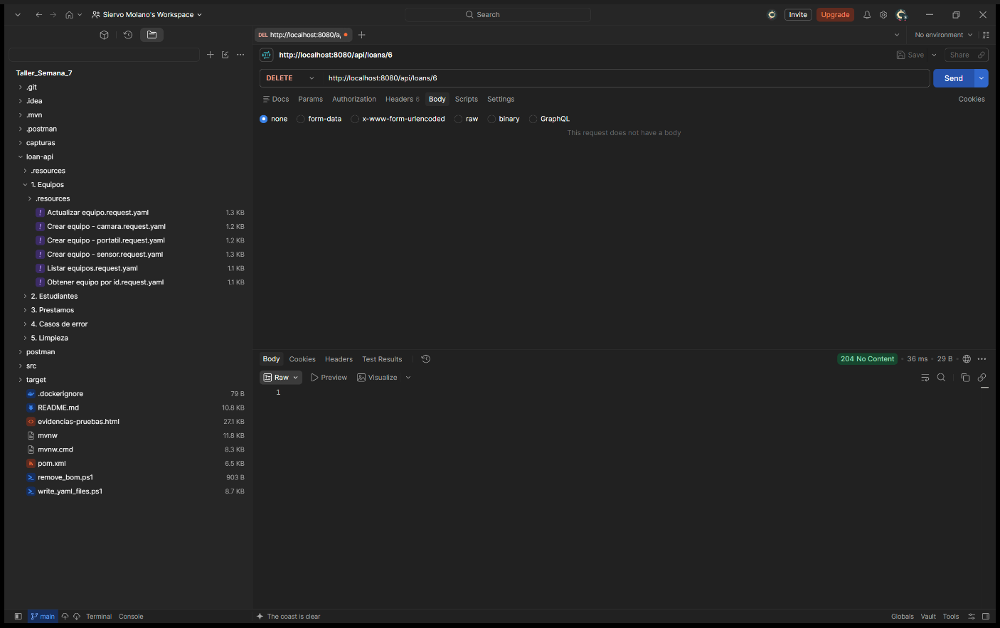 Siervo Molano's Workspace
Search
Invite
Upgrade
DEL http://localhost:8080/a
No environment
http://localhost:8080/api/loans/6
Save
Share
Taller_Semana_7
.git
.idea
.mvn
.postman
capturas
loan-api
.resources
1. Equipos
.resources
Actualizar equipo.request.yaml 1.3 KB
Crear equipo - camara.request.yaml 1.2 KB
Crear equipo - portatil.request.yaml 1.2 KB
Crear equipo - sensor.request.yaml 1.3 KB
Listar equipos.request.yaml 1.1 KB
Obtener equipo por id.request.yaml 1.1 KB
2. Estudiantes
3. Prestamos
4. Casos de error
5. Limpieza
postman
src
target
.dockerignore 79 B
README.md 10.8 KB
evidencias-pruebas.html 27.1 KB
mvnw 11.8 KB
mvnw.cmd 8.3 KB
pom.xml 6.5 KB
remove_bom.ps1 903 B
write_yaml_files.ps1 8.7 KB
DELETE http://localhost:8080/api/loans/6 Send
Docs Params Authorization Headers 6 Body Scripts Settings Cookies
none form-data x-www-form-urlencoded raw binary GraphQL
This request does not have a body
Body Cookies Headers Test Results 204 No Content 36 ms 29 B
Raw Preview Visualize
1
main Terminal Console The coast is clear Globals Vault Tools